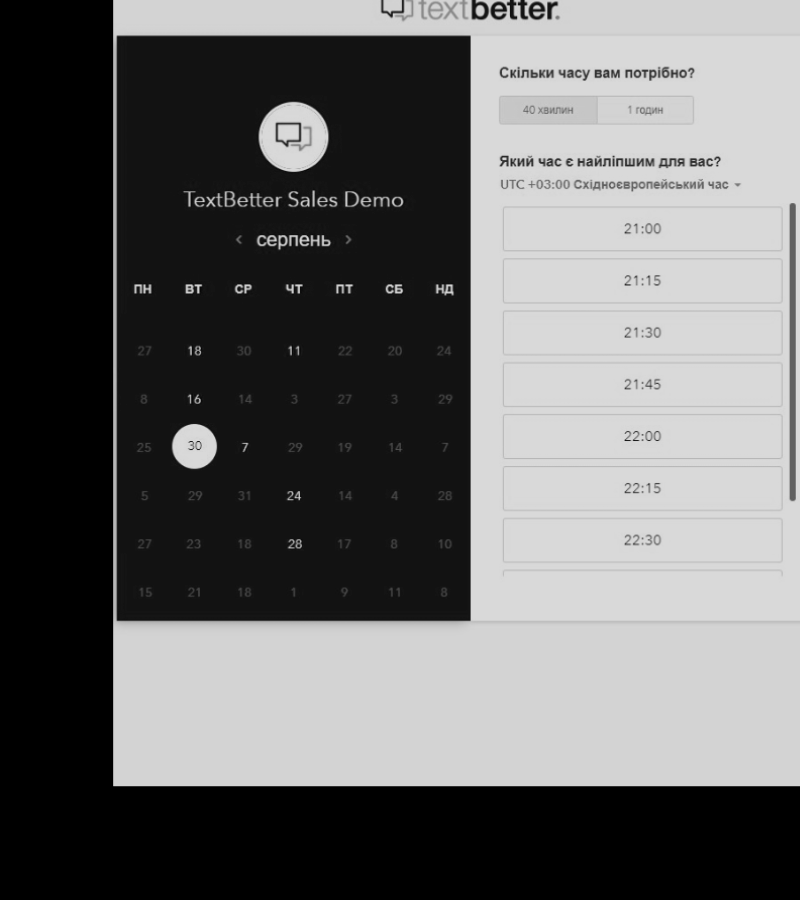 textbetter.
TextBetter Sales Demo
‹ серпень ›
ПН ВТ СР ЧТ ПТ СБ НД
27 18 30 11 22 20 24
8 16 14 3 27 3 29
25 30 7 29 19 14 7
5 29 31 24 14 4 28
27 23 18 28 17 8 10
15 21 18 1 9 11 8
Скільки часу вам потрібно?
40 хвилин 1 годин
Який час є найліпшим для вас?
UTC +03:00 Східноєвропейський час
21:00
21:15
21:30
21:45
22:00
22:15
22:30